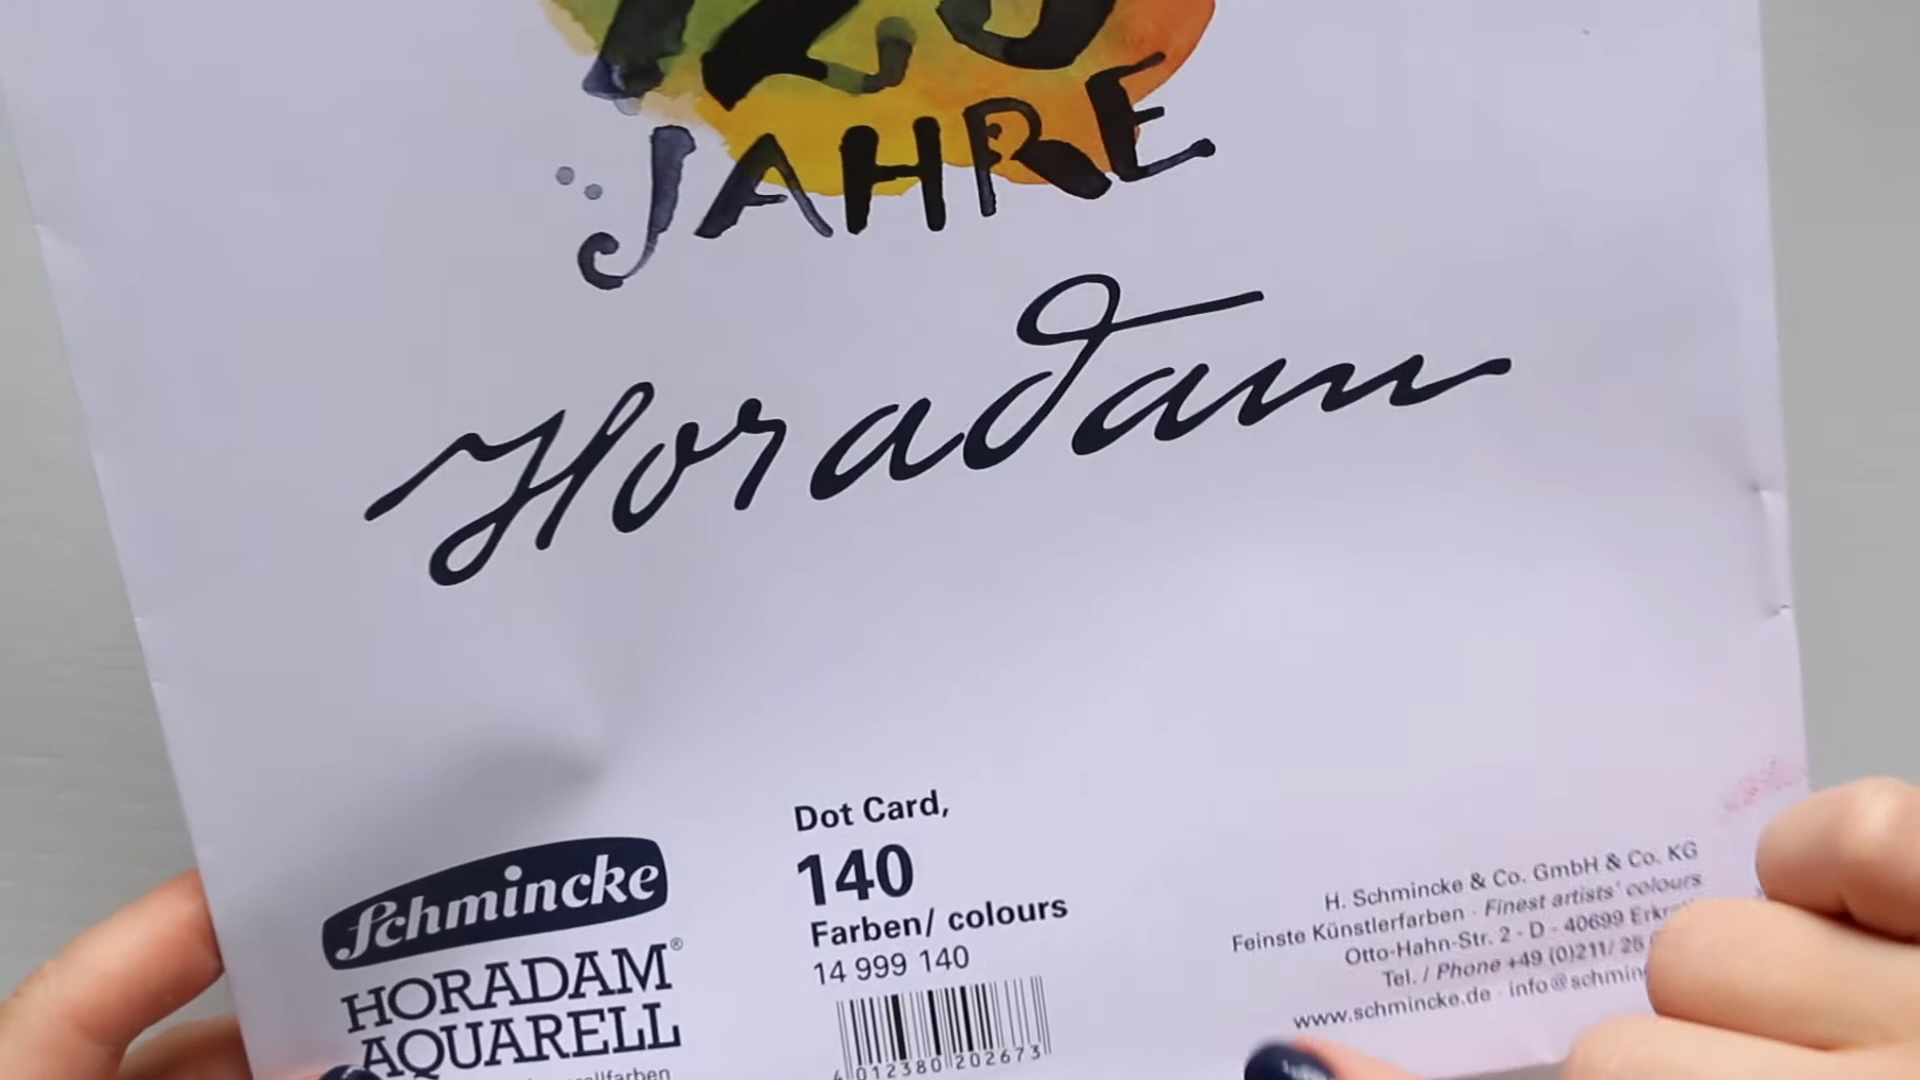 125
JAHRE
Horadam
Schmincke
HORADAM®
AQUARELL
Dot Card,
140
Farben/ colours
14 999 140
4 012380 202673
H. Schmincke & Co. GmbH & Co. KG
Feinste Künstlerfarben · Finest artists' colours
Otto-Hahn-Str. 2 · D - 40699
Tel. / Phone +49 (0)211/ 25
www.schmincke.de ·